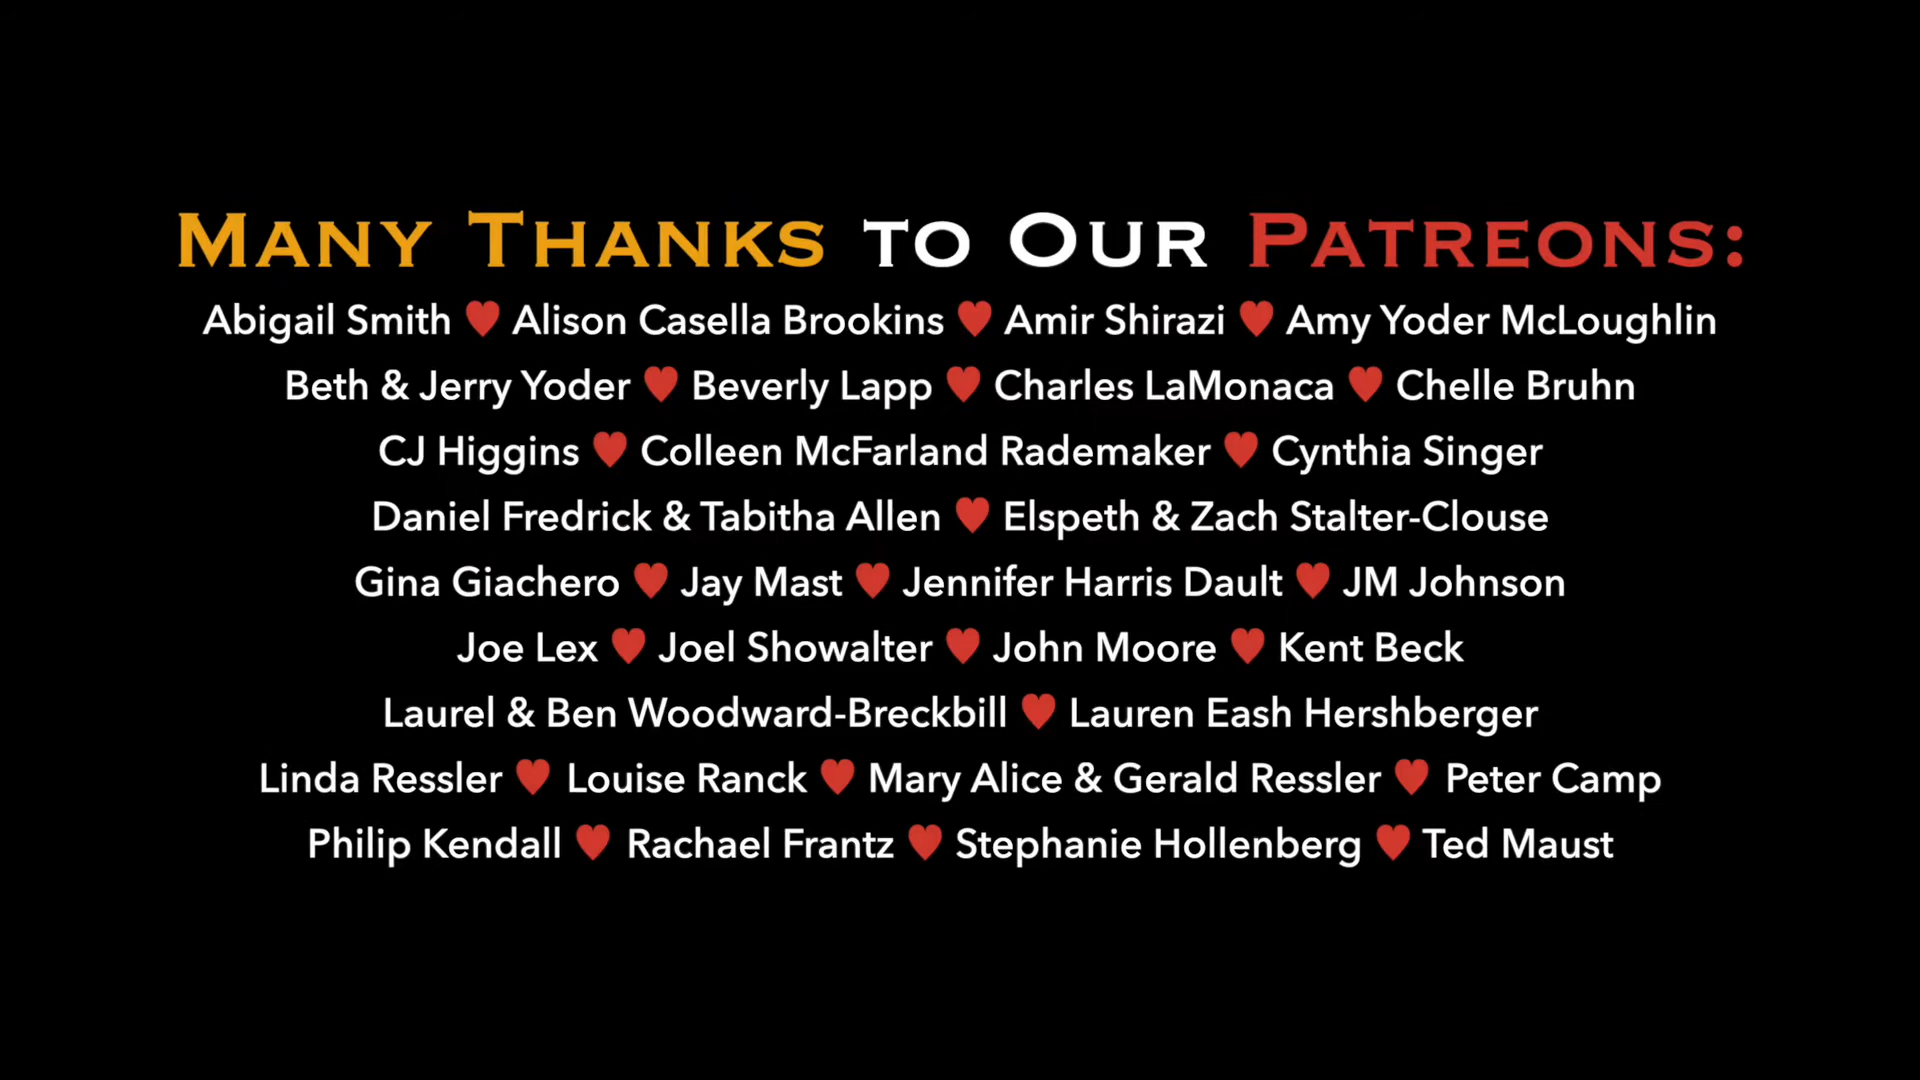 Many Thanks to Our Patreons:
Abigail Smith ♥ Alison Casella Brookins ♥ Amir Shirazi ♥ Amy Yoder McLoughlin
Beth & Jerry Yoder ♥ Beverly Lapp ♥ Charles LaMonaca ♥ Chelle Bruhn
CJ Higgins ♥ Colleen McFarland Rademaker ♥ Cynthia Singer
Daniel Fredrick & Tabitha Allen ♥ Elspeth & Zach Stalter-Clouse
Gina Giachero ♥ Jay Mast ♥ Jennifer Harris Dault ♥ JM Johnson
Joe Lex ♥ Joel Showalter ♥ John Moore ♥ Kent Beck
Laurel & Ben Woodward-Breckbill ♥ Lauren Eash Hershberger
Linda Ressler ♥ Louise Ranck ♥ Mary Alice & Gerald Ressler ♥ Peter Camp
Philip Kendall ♥ Rachael Frantz ♥ Stephanie Hollenberg ♥ Ted Maust